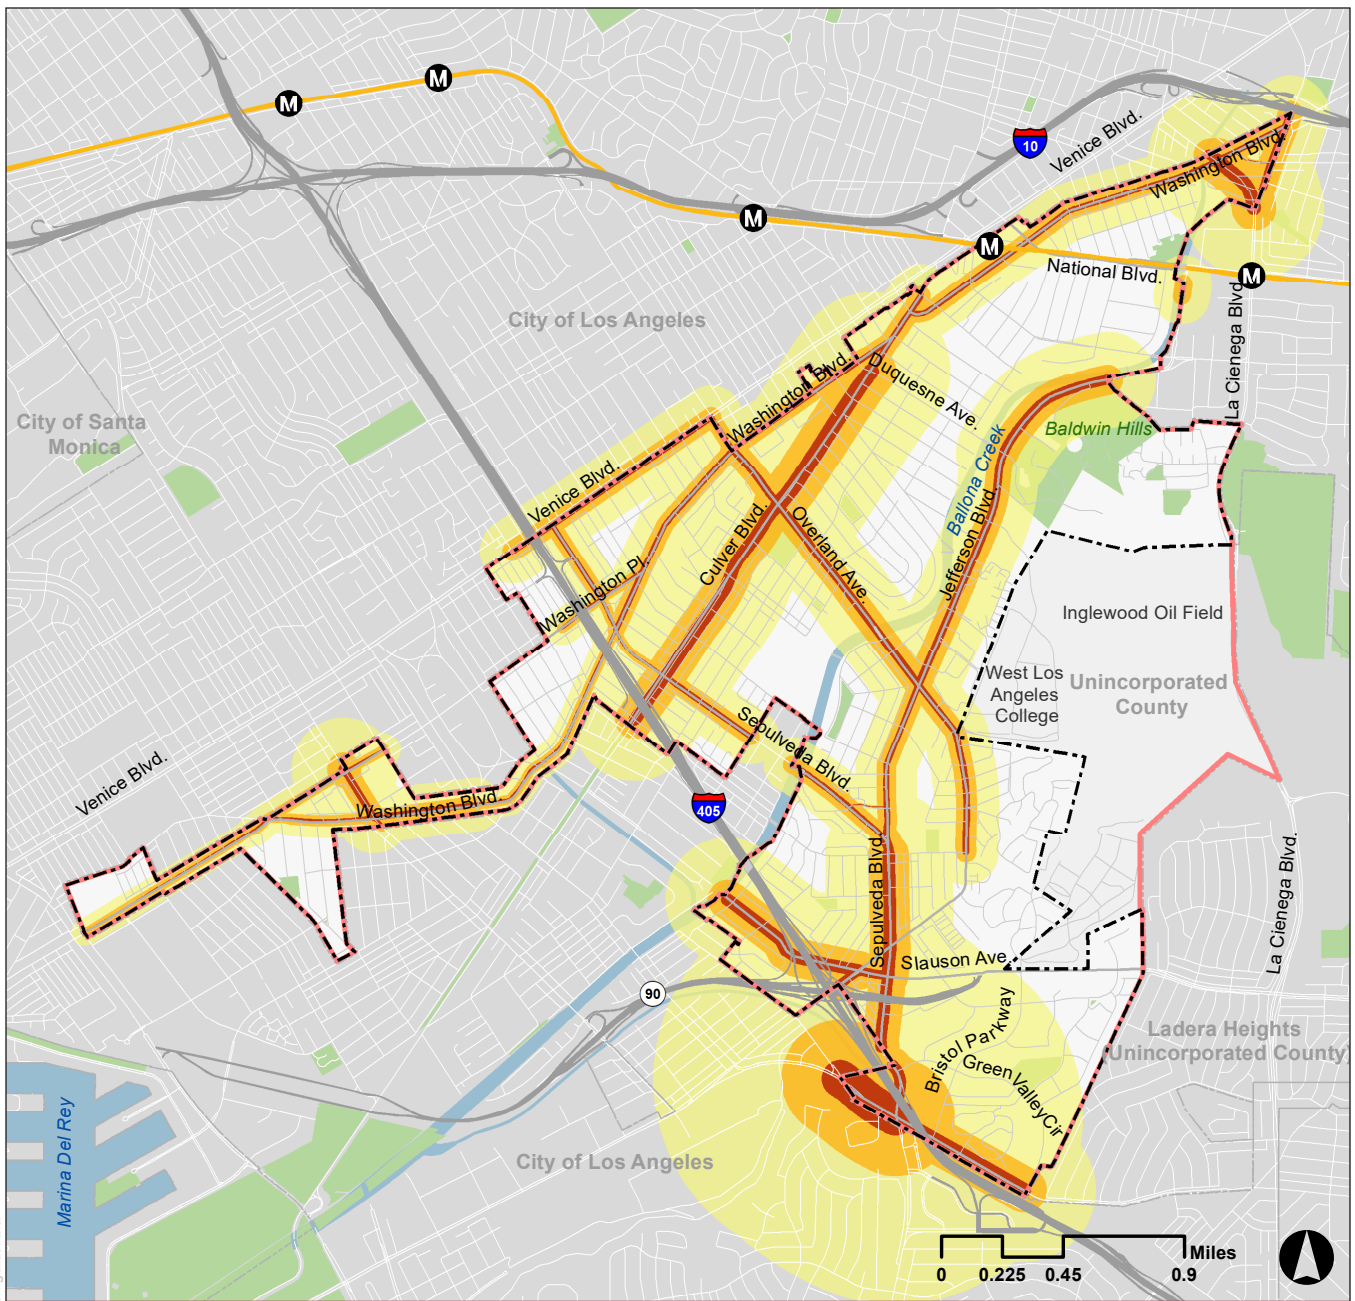 M
M
10
Venice Blvd.
Washington Blvd.
M
M
National Blvd.
M
La Cienega Blvd.
City of Los Angeles
Washington Blvd.
Duquesne Ave.
City of Santa
Monica
Baldwin Hills
Ballona Creek
Venice Blvd.
Culver Blvd.
Overland Ave.
Jefferson Blvd.
Washington Pl.
Inglewood Oil Field
West Los
Angeles
College
Unincorporated
County
Sepulveda Blvd.
Venice Blvd.
Washington Blvd.
405
Sepulveda Blvd.
La Cienega Blvd.
Slauson Ave.
90
Bristol Parkway
Ladera Heights
(Unincorporated County)
Green Valley Cir
Marina Del Rey
City of Los Angeles
Miles
0 0.225 0.45 0.9